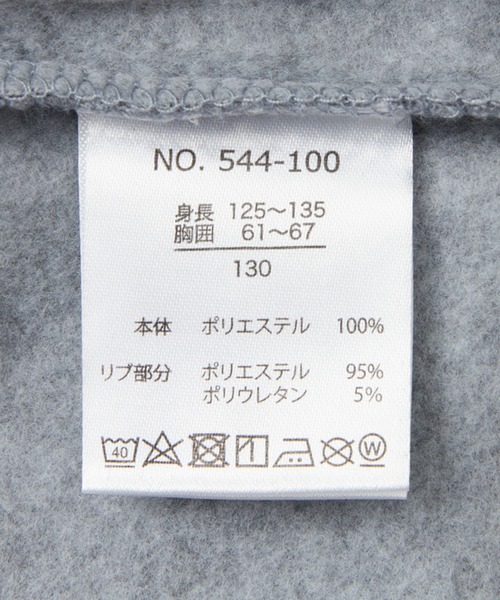 NO. 544-100
身長 125～135
胸囲 61～67
130
本体 ポリエステル 100%
リブ部分 ポリエステル 95%
ポリウレタン 5%
40 W